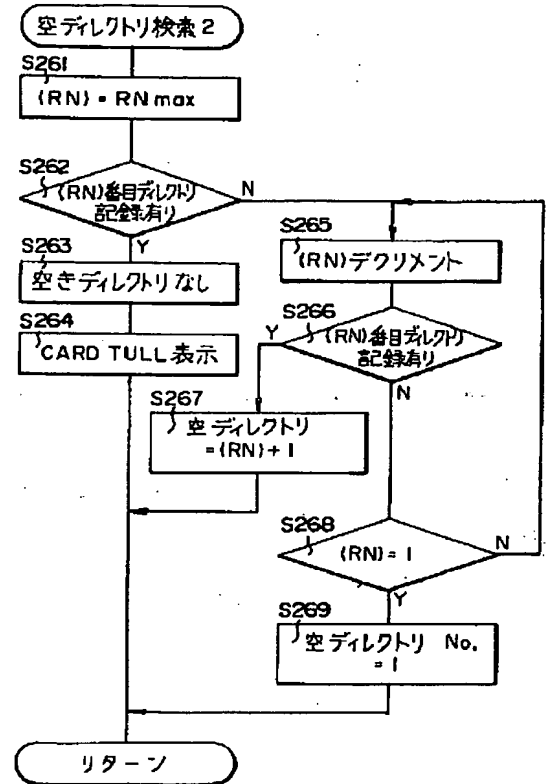 空ディレクトリ検索2
S261
(RN) = RN max
S262
(RN)番目ディレクトリ
記録有り
N
Y
S263
空きディレクトリなし
S264
CARD TULL 表示
S265
(RN)デクリメント
S266
(RN)番目ディレクトリ
記録有り
Y
N
S267
空ディレクトリ
=(RN)+1
S268
(RN)=1
N
Y
S269
空ディレクトリ No.
=1
リターン